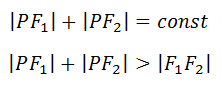 |PF₁| + |PF₂| = const
|PF₁| + |PF₂| > |F₁F₂|